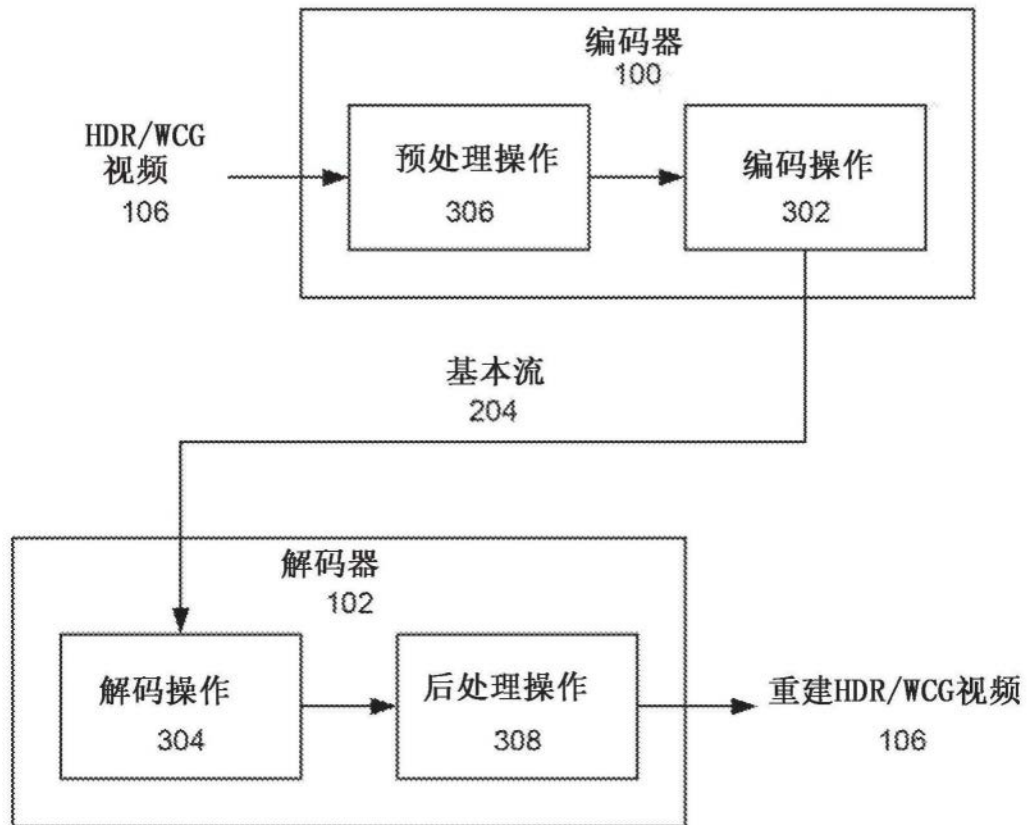 编码器
100
HDR/WCG
视频
106
预处理操作
306
编码操作
302
基本流
204
解码器
102
解码操作
304
后处理操作
308
重建HDR/WCG视频
106